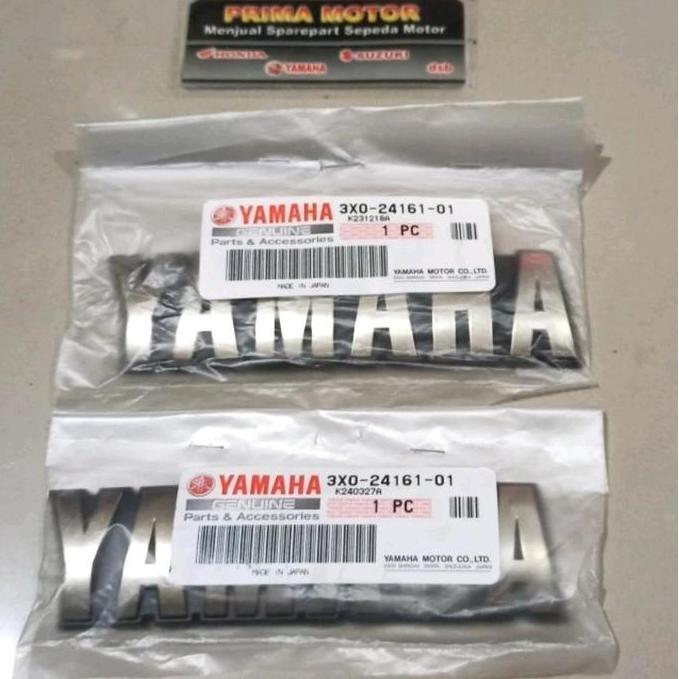 PRIMA MOTOR
Menjual Sparepart Sepeda Motor
HONDA
SUZUKI
YAMAHA
dsb
YAMAHA
3X0-24161-01
K231218A
GENUINE
1 PC
Parts & Accessories
YAMAHA MOTOR CO.,LTD.
MADE IN JAPAN
YAMAHA
YAMAHA
3X0-24161-01
K240327A
GENUINE
1 PC
Parts & Accessories
YAMAHA MOTOR CO.,LTD.
MADE IN JAPAN
YAMAHA